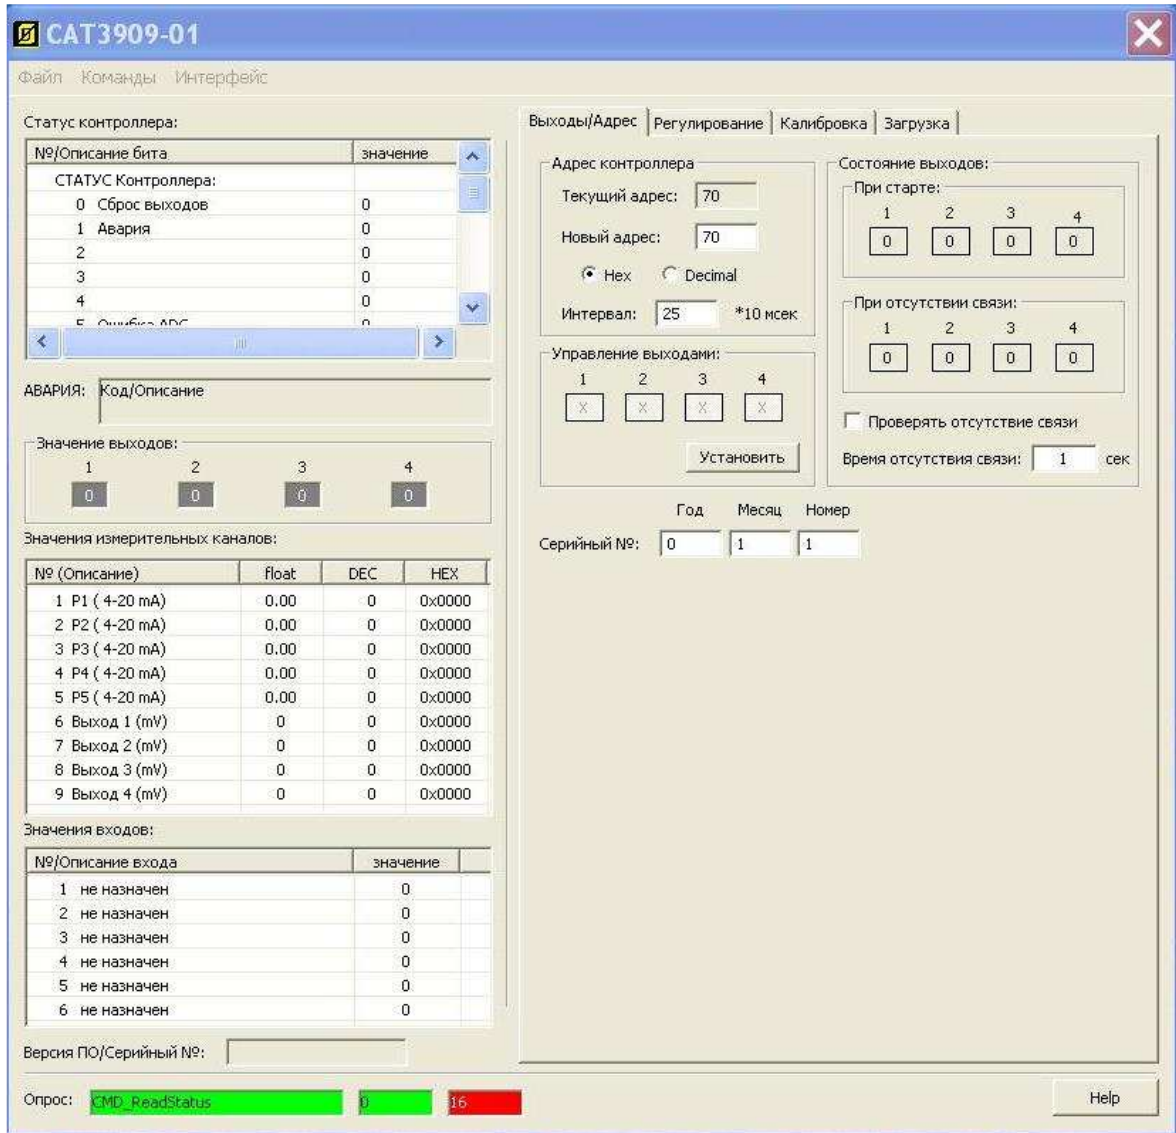 CAT3909-01
Файл Команды Интерфейс
Статус контроллера:
№/Описание бита значение
СТАТУС Контроллера:
0 Сброс выходов 0
1 Авария 0
2 0
3 0
4 0
5 Ошибка ADC 0
АВАРИЯ: Код/Описание
Значение выходов:
1 2 3 4
0 0 0 0
Значения измерительных каналов:
№ (Описание) float DEC HEX
1 P1 ( 4-20 mA) 0.00 0 0x0000
2 P2 ( 4-20 mA) 0.00 0 0x0000
3 P3 ( 4-20 mA) 0.00 0 0x0000
4 P4 ( 4-20 mA) 0.00 0 0x0000
5 P5 ( 4-20 mA) 0.00 0 0x0000
6 Выход 1 (mV) 0 0 0x0000
7 Выход 2 (mV) 0 0 0x0000
8 Выход 3 (mV) 0 0 0x0000
9 Выход 4 (mV) 0 0 0x0000
Значения входов:
№/Описание входа значение
1 не назначен 0
2 не назначен 0
3 не назначен 0
4 не назначен 0
5 не назначен 0
6 не назначен 0
Версия ПО/Серийный №:
Выходы/Адрес Регулирование Калибровка Загрузка
Адрес контроллера
Текущий адрес: 70
Новый адрес: 70
Hex Decimal
Интервал: 25 *10 мсек
Управление выходами:
1 2 3 4
X X X X
Установить
Состояние выходов:
При старте:
1 2 3 4
0 0 0 0
При отсутствии связи:
1 2 3 4
0 0 0 0
Проверять отсутствие связи
Время отсутствия связи: 1 сек
Год Месяц Номер
Серийный №: 0 1 1
Опрос: CMD_ReadStatus 0 16
Help